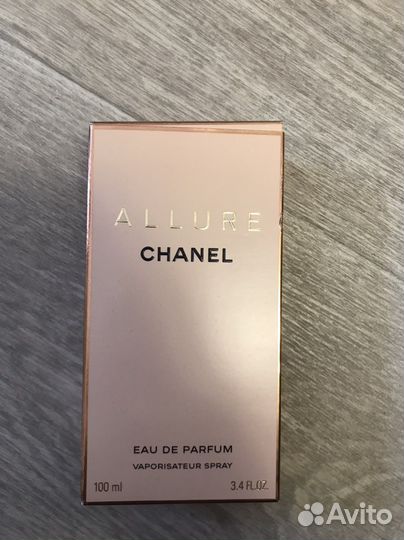 ALLURE
CHANEL
EAU DE PARFUM
VAPORISATEUR SPRAY
100 ml 3.4 FL.OZ.
Avito